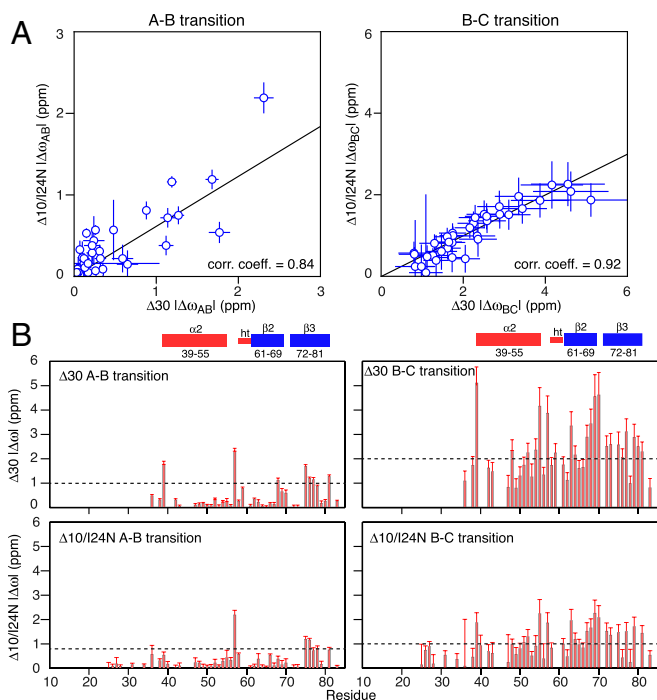 A
A-B transition
B-C transition
3
2
1
0
0
1
2
3
Δ10/I24N |Δω_AB| (ppm)
Δ30 |Δω_AB| (ppm)
corr. coeff. = 0.84
6
4
2
0
0
2
4
6
Δ10/I24N |Δω_BC| (ppm)
Δ30 |Δω_BC| (ppm)
corr. coeff. = 0.92
B
α2 ht β2 β3
39-55 61-69 72-81
α2 ht β2 β3
39-55 61-69 72-81
Δ30 A-B transition
Δ30 |Δω| (ppm)
6
5
4
3
2
1
0
Δ30 B-C transition
Δ10/I24N A-B transition
Δ10/I24N |Δω| (ppm)
6
5
4
3
2
1
0
Δ10/I24N B-C transition
10 20 30 40 50 60 70 80
10 20 30 40 50 60 70 80
Residue